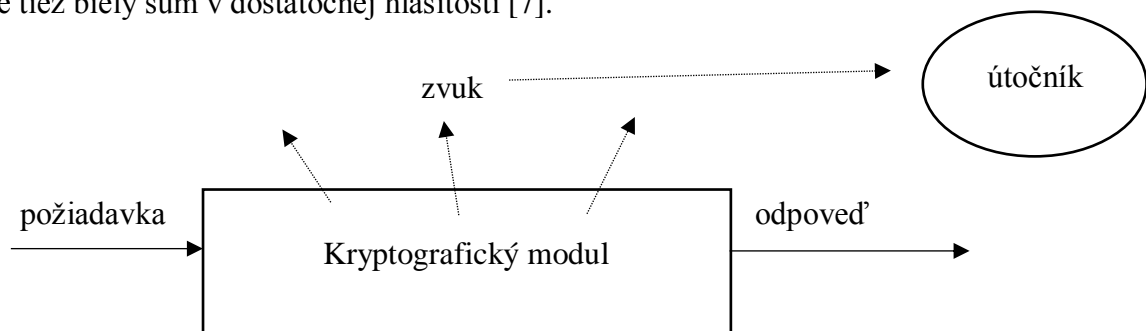 tiež biely šum v dostatočnej hlasitosti [7].
zvuk
útočník
požiadavka
odpoveď
Kryptografický modul